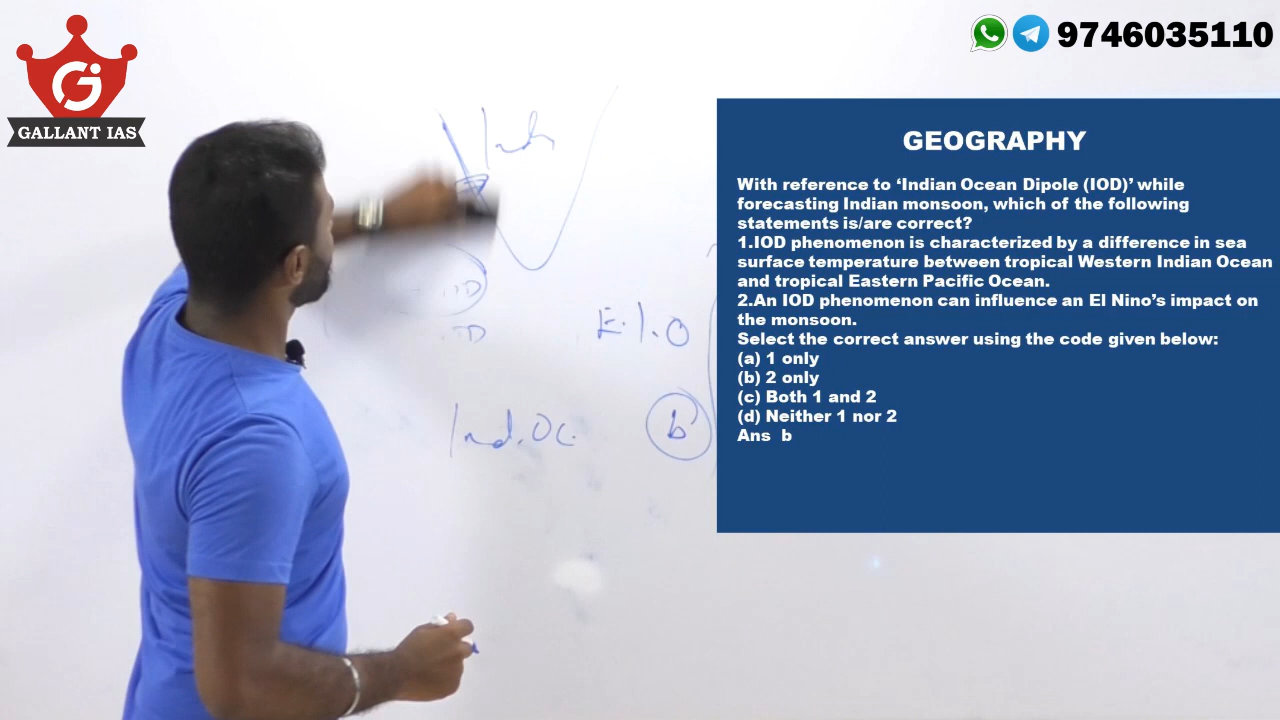 GALLANT IAS
9746035110
Ind
E.I.O
Ind. Oc.
b
GEOGRAPHY
With reference to ‘Indian Ocean Dipole (IOD)’ while
forecasting Indian monsoon, which of the following
statements is/are correct?
1.IOD phenomenon is characterized by a difference in sea
surface temperature between tropical Western Indian Ocean
and tropical Eastern Pacific Ocean.
2.An IOD phenomenon can influence an El Nino’s impact on
the monsoon.
Select the correct answer using the code given below:
(a) 1 only
(b) 2 only
(c) Both 1 and 2
(d) Neither 1 nor 2
Ans b